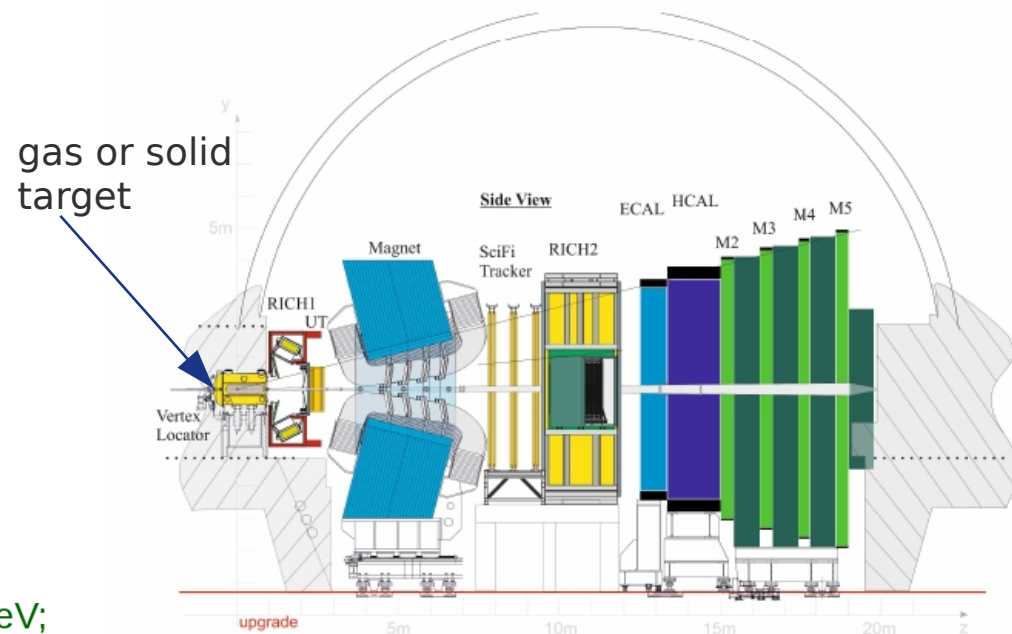 y
gas or solid
target
5m
Side View
ECAL
HCAL
M2
M3
M4
M5
Magnet
SciFi
Tracker
RICH2
RICH1
UT
Vertex
Locator
eV;
upgrade
5m
10m
15m
20m
z